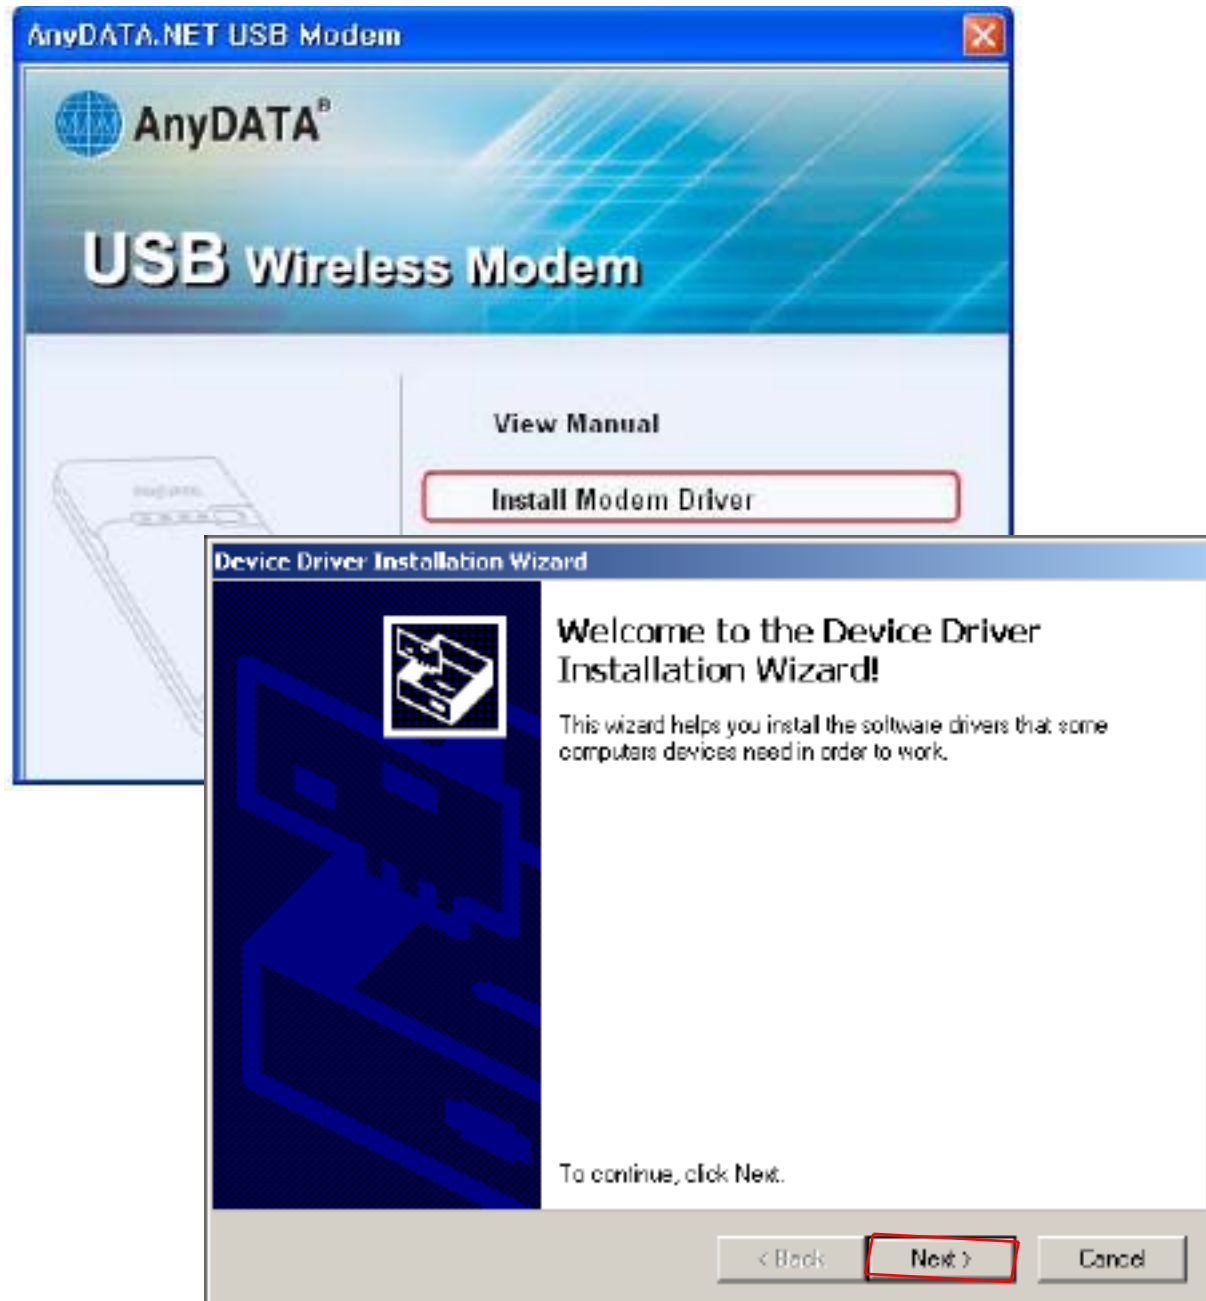 AnyDATA.NET USB Modem
AnyDATA®
USB Wireless Modem
View Manual
Install Modem Driver
Device Driver Installation Wizard
Welcome to the Device Driver
Installation Wizard!
This wizard helps you install the software drivers that some
computers devices need in order to work.
To continue, click Next.
< Back
Next >
Cancel